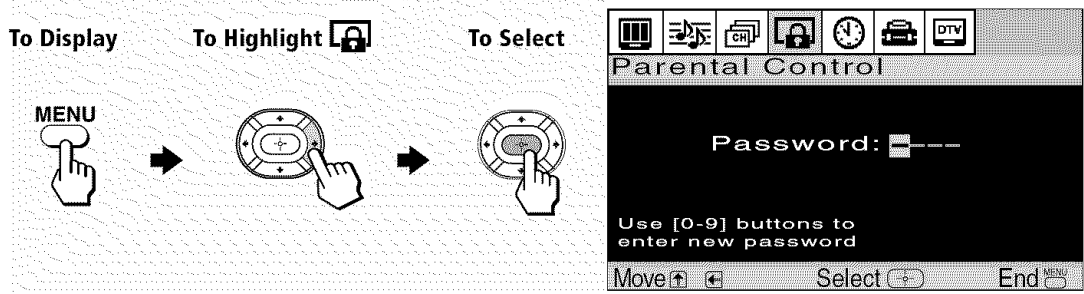 To Display
To Highlight
To Select
MENU
CH
DTV
Parental Control
Password:
Use [0-9] buttons to
enter new password
Move Select End MENU